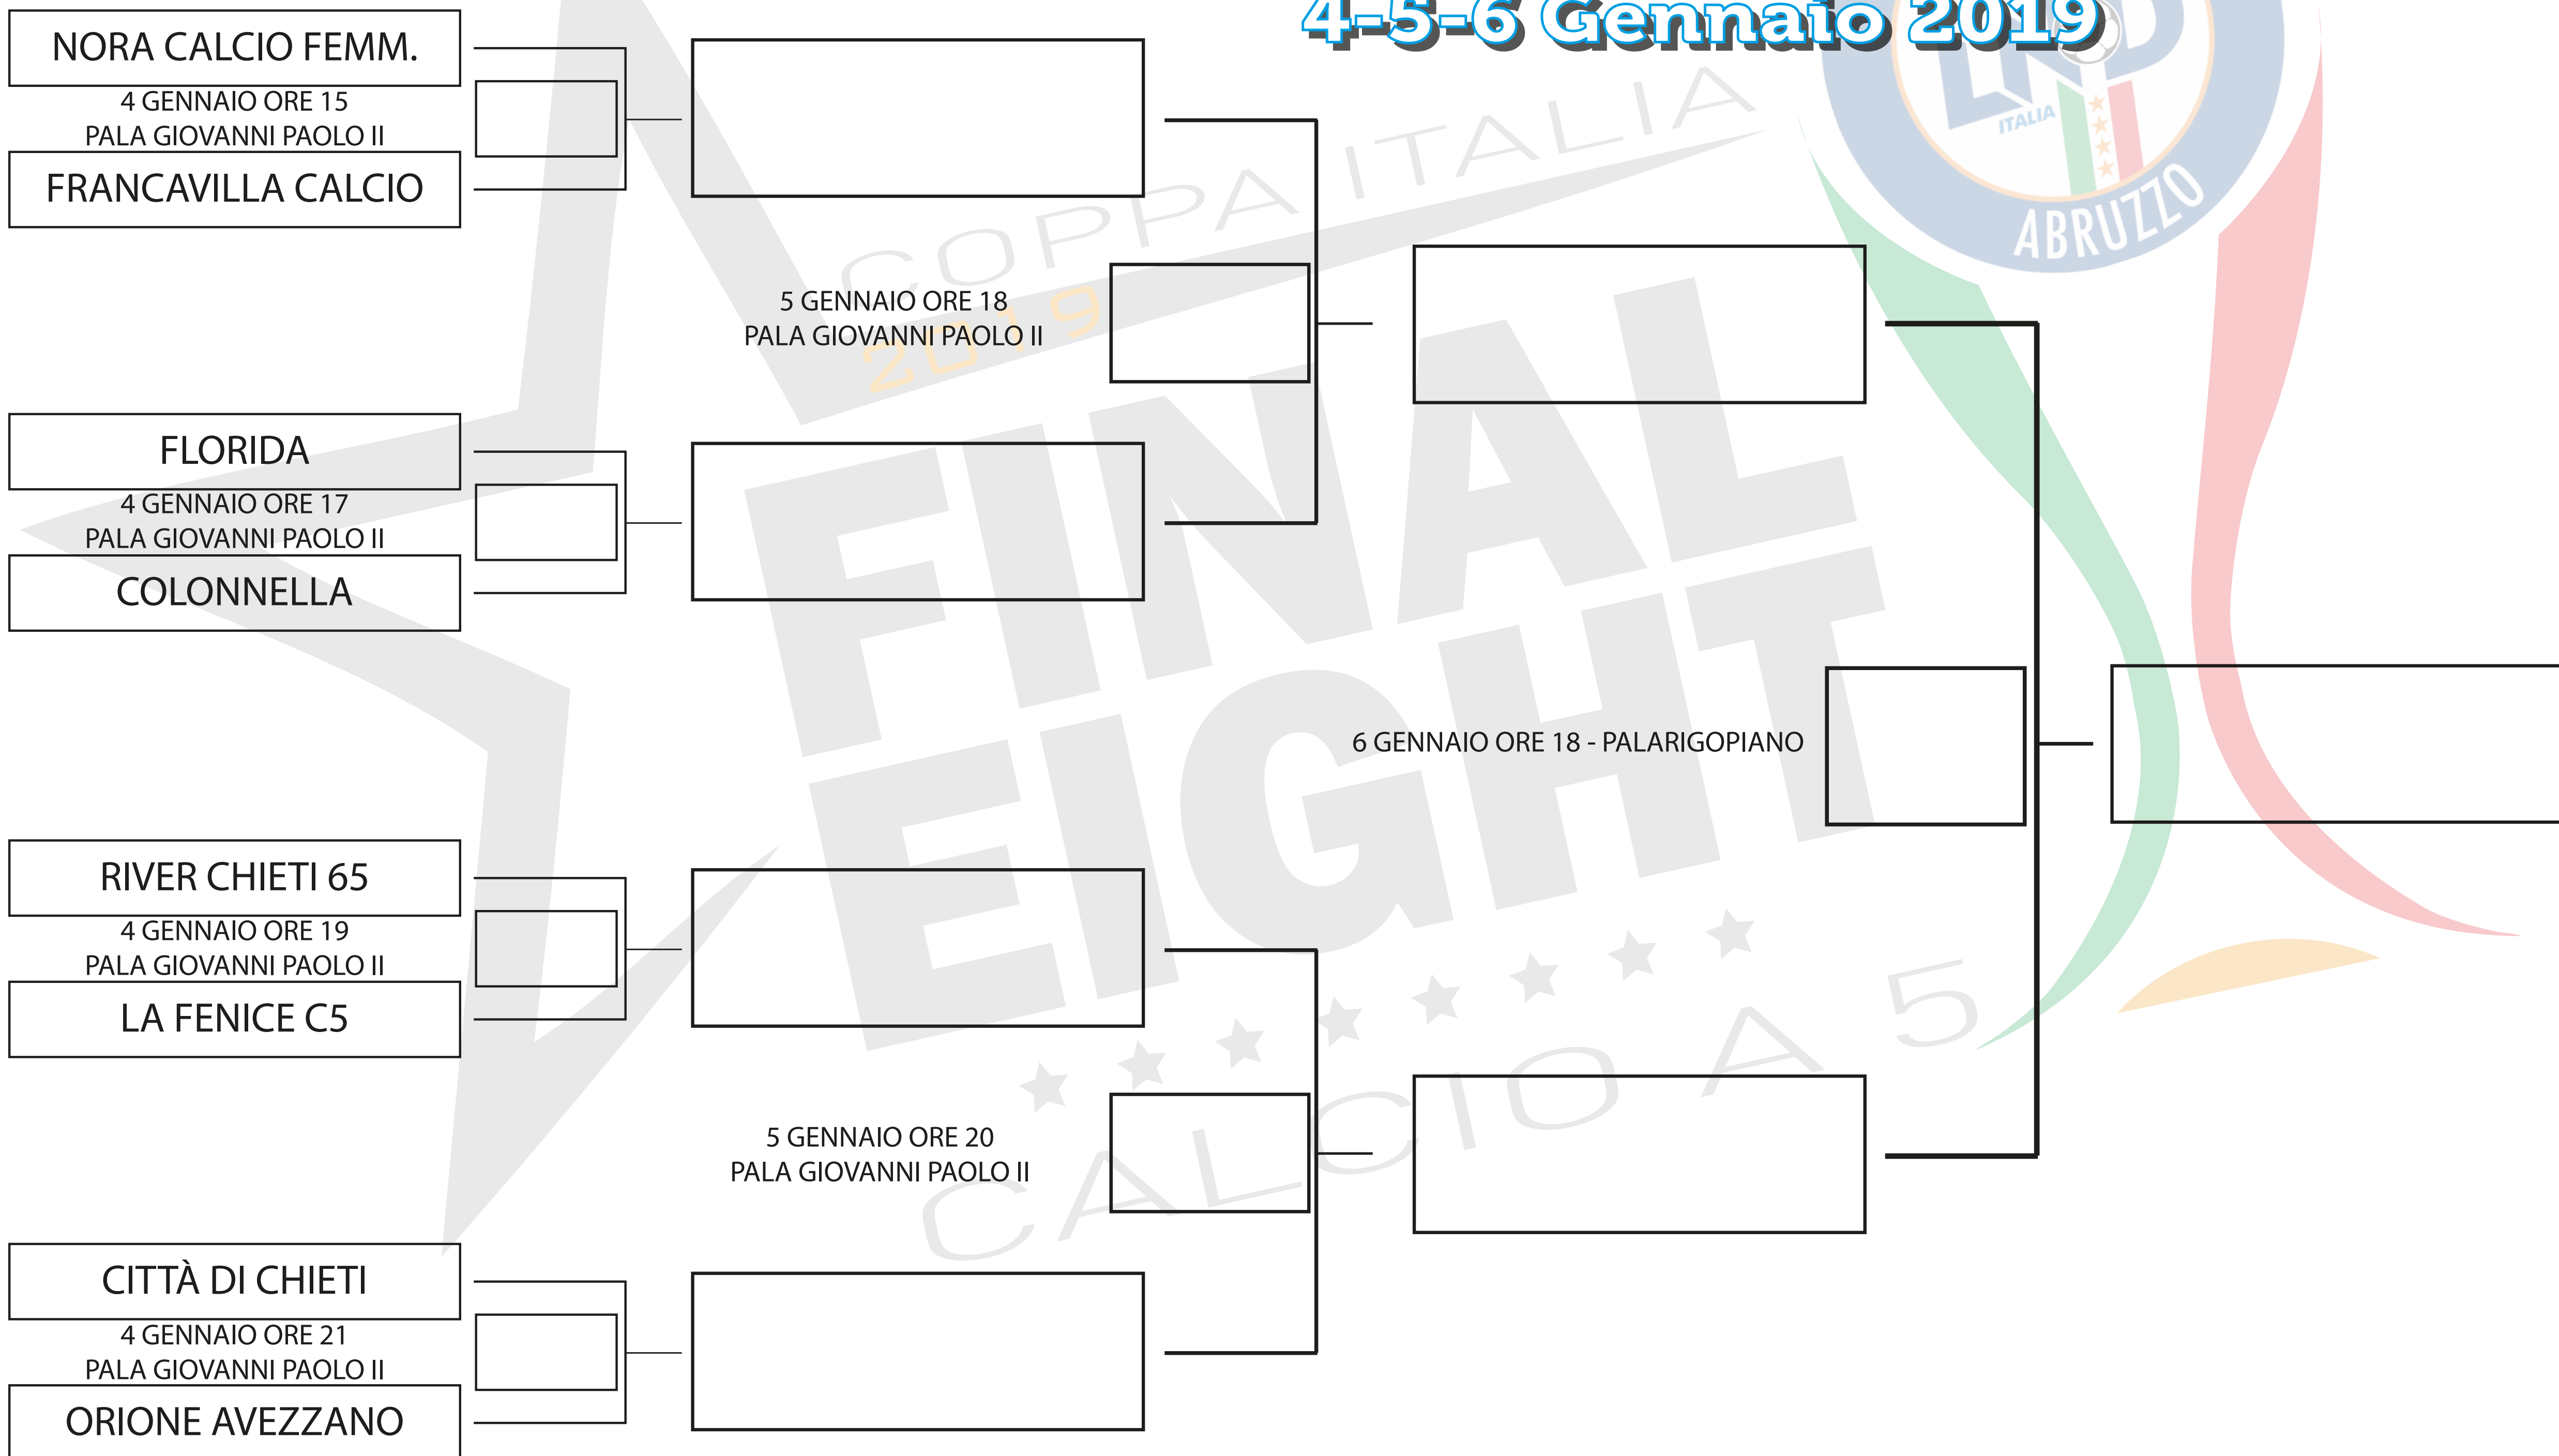 4-5-6 Gennaio 2019
NORA CALCIO FEMM.
4 GENNAIO ORE 15
PALA GIOVANNI PAOLO II
FRANCAVILLA CALCIO
5 GENNAIO ORE 18
PALA GIOVANNI PAOLO II
FLORIDA
4 GENNAIO ORE 17
PALA GIOVANNI PAOLO II
COLONNELLA
6 GENNAIO ORE 18 - PALARIGOPIANO
RIVER CHIETI 65
4 GENNAIO ORE 19
PALA GIOVANNI PAOLO II
LA FENICE C5
5 GENNAIO ORE 20
PALA GIOVANNI PAOLO II
CITTÀ DI CHIETI
4 GENNAIO ORE 21
PALA GIOVANNI PAOLO II
ORIONE AVEZZANO
COPPA ITALIA
2019
FINAL
EIGHT
CALCIO A 5
LND
ITALIA
ABRUZZO